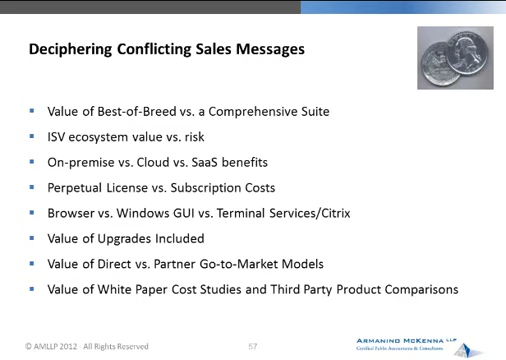 Deciphering Conflicting Sales Messages
Value of Best-of-Breed vs. a Comprehensive Suite
ISV ecosystem value vs. risk
On-premise vs. Cloud vs. SaaS benefits
Perpetual License vs. Subscription Costs
Browser vs. Windows GUI vs. Terminal Services/Citrix
Value of Upgrades Included
Value of Direct vs. Partner Go-to-Market Models
Value of White Paper Cost Studies and Third Party Product Comparisons
© AMLLP 2012 · All Rights Reserved
57
ARMANINO MCKENNA LLP
Certified Public Accountants & Consultants